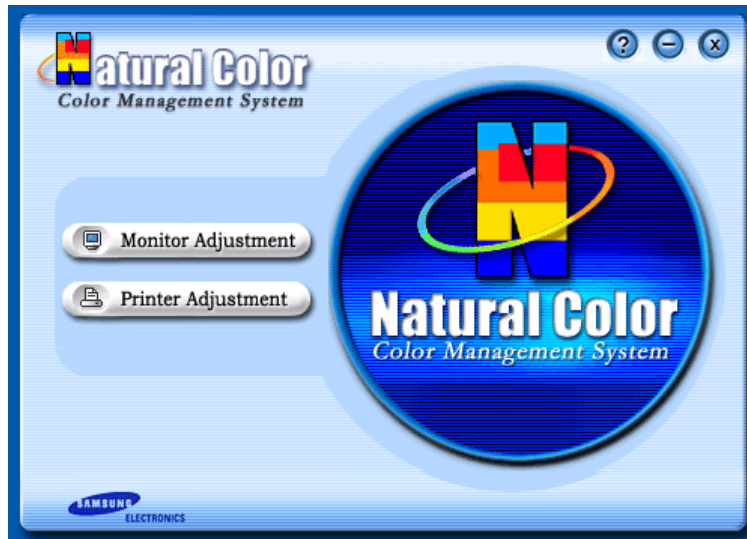 Natural Color
Color Management System
?
Monitor Adjustment
Printer Adjustment
N
Natural Color
Color Management System
SAMSUNG
ELECTRONICS